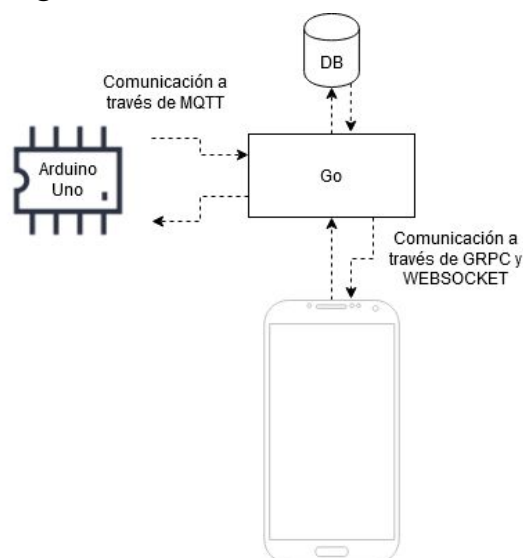 DB
Comunicación a
través de MQTT
Arduino
Uno
Go
Comunicación a
través de GRPC y
WEBSOCKET